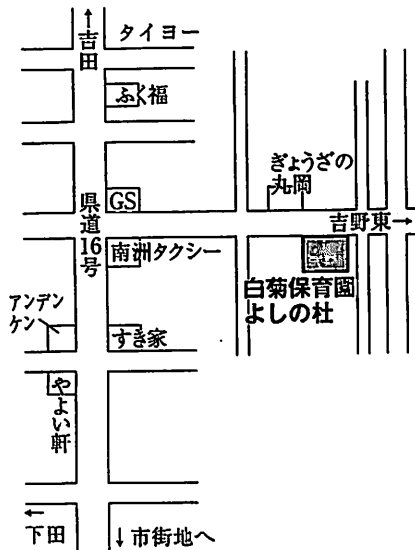 ↑吉田
タイヨー
ふく福
GS
県道16号
南洲タクシー
ぎょうざの
丸岡
吉野東→
白菊保育園
よしの杜
アンデン
ケン
すき家
やよい軒
←
下田
↓市街地へ